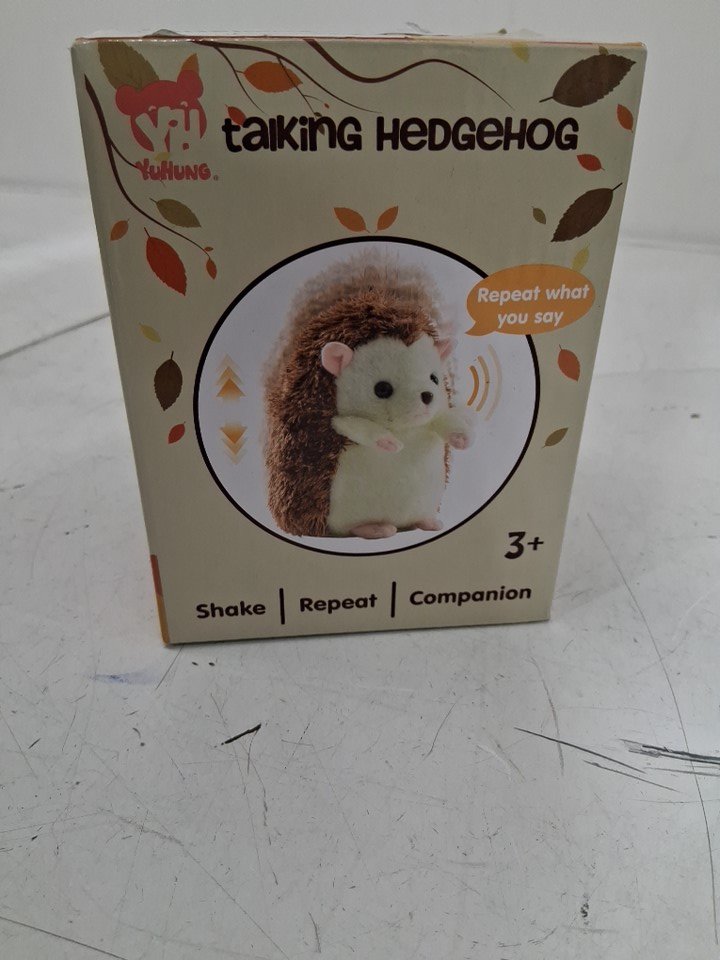 YH
YuHUNG®
talking HeDgeHog
Repeat what
you say
3+
Shake | Repeat | Companion